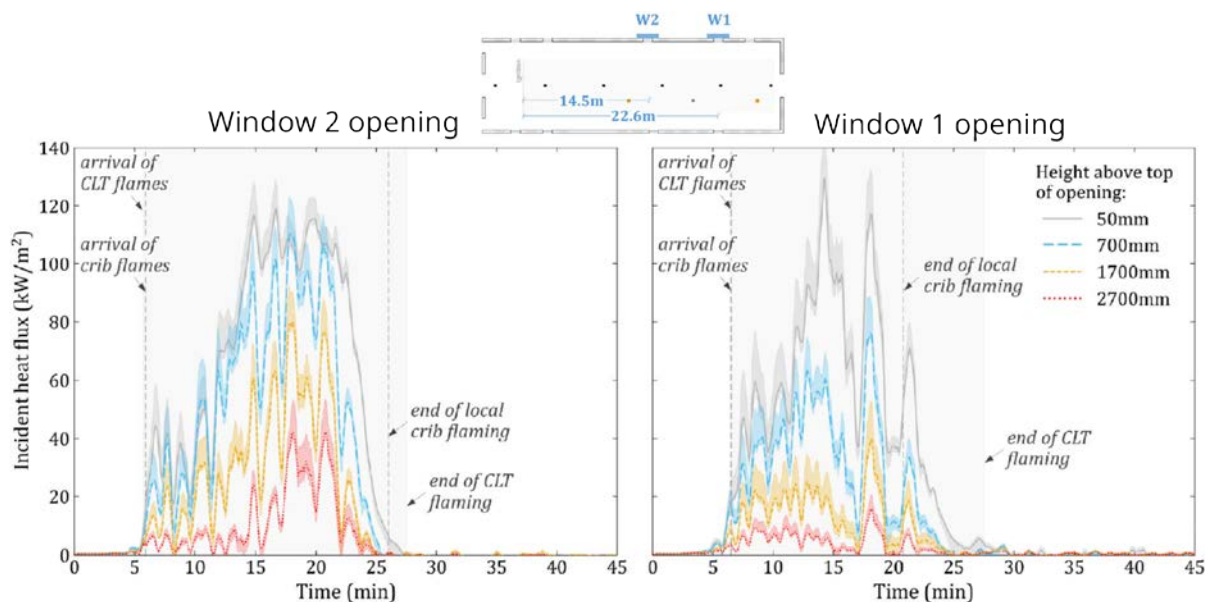 W2
W1
14.5m
22.6m
Window 2 opening
Window 1 opening
Incident heat flux (kW/m²)
140
120
100
80
60
40
20
0
arrival of
CLT flames
arrival of
crib flames
end of local
crib flaming
end of CLT
flaming
0 5 10 15 20 25 30 35 40 45
Time (min)
arrival of
CLT flames
arrival of
crib flames
end of local
crib flaming
end of CLT
flaming
Height above top
of opening:
50mm
700mm
1700mm
2700mm
0 5 10 15 20 25 30 35 40 45
Time (min)